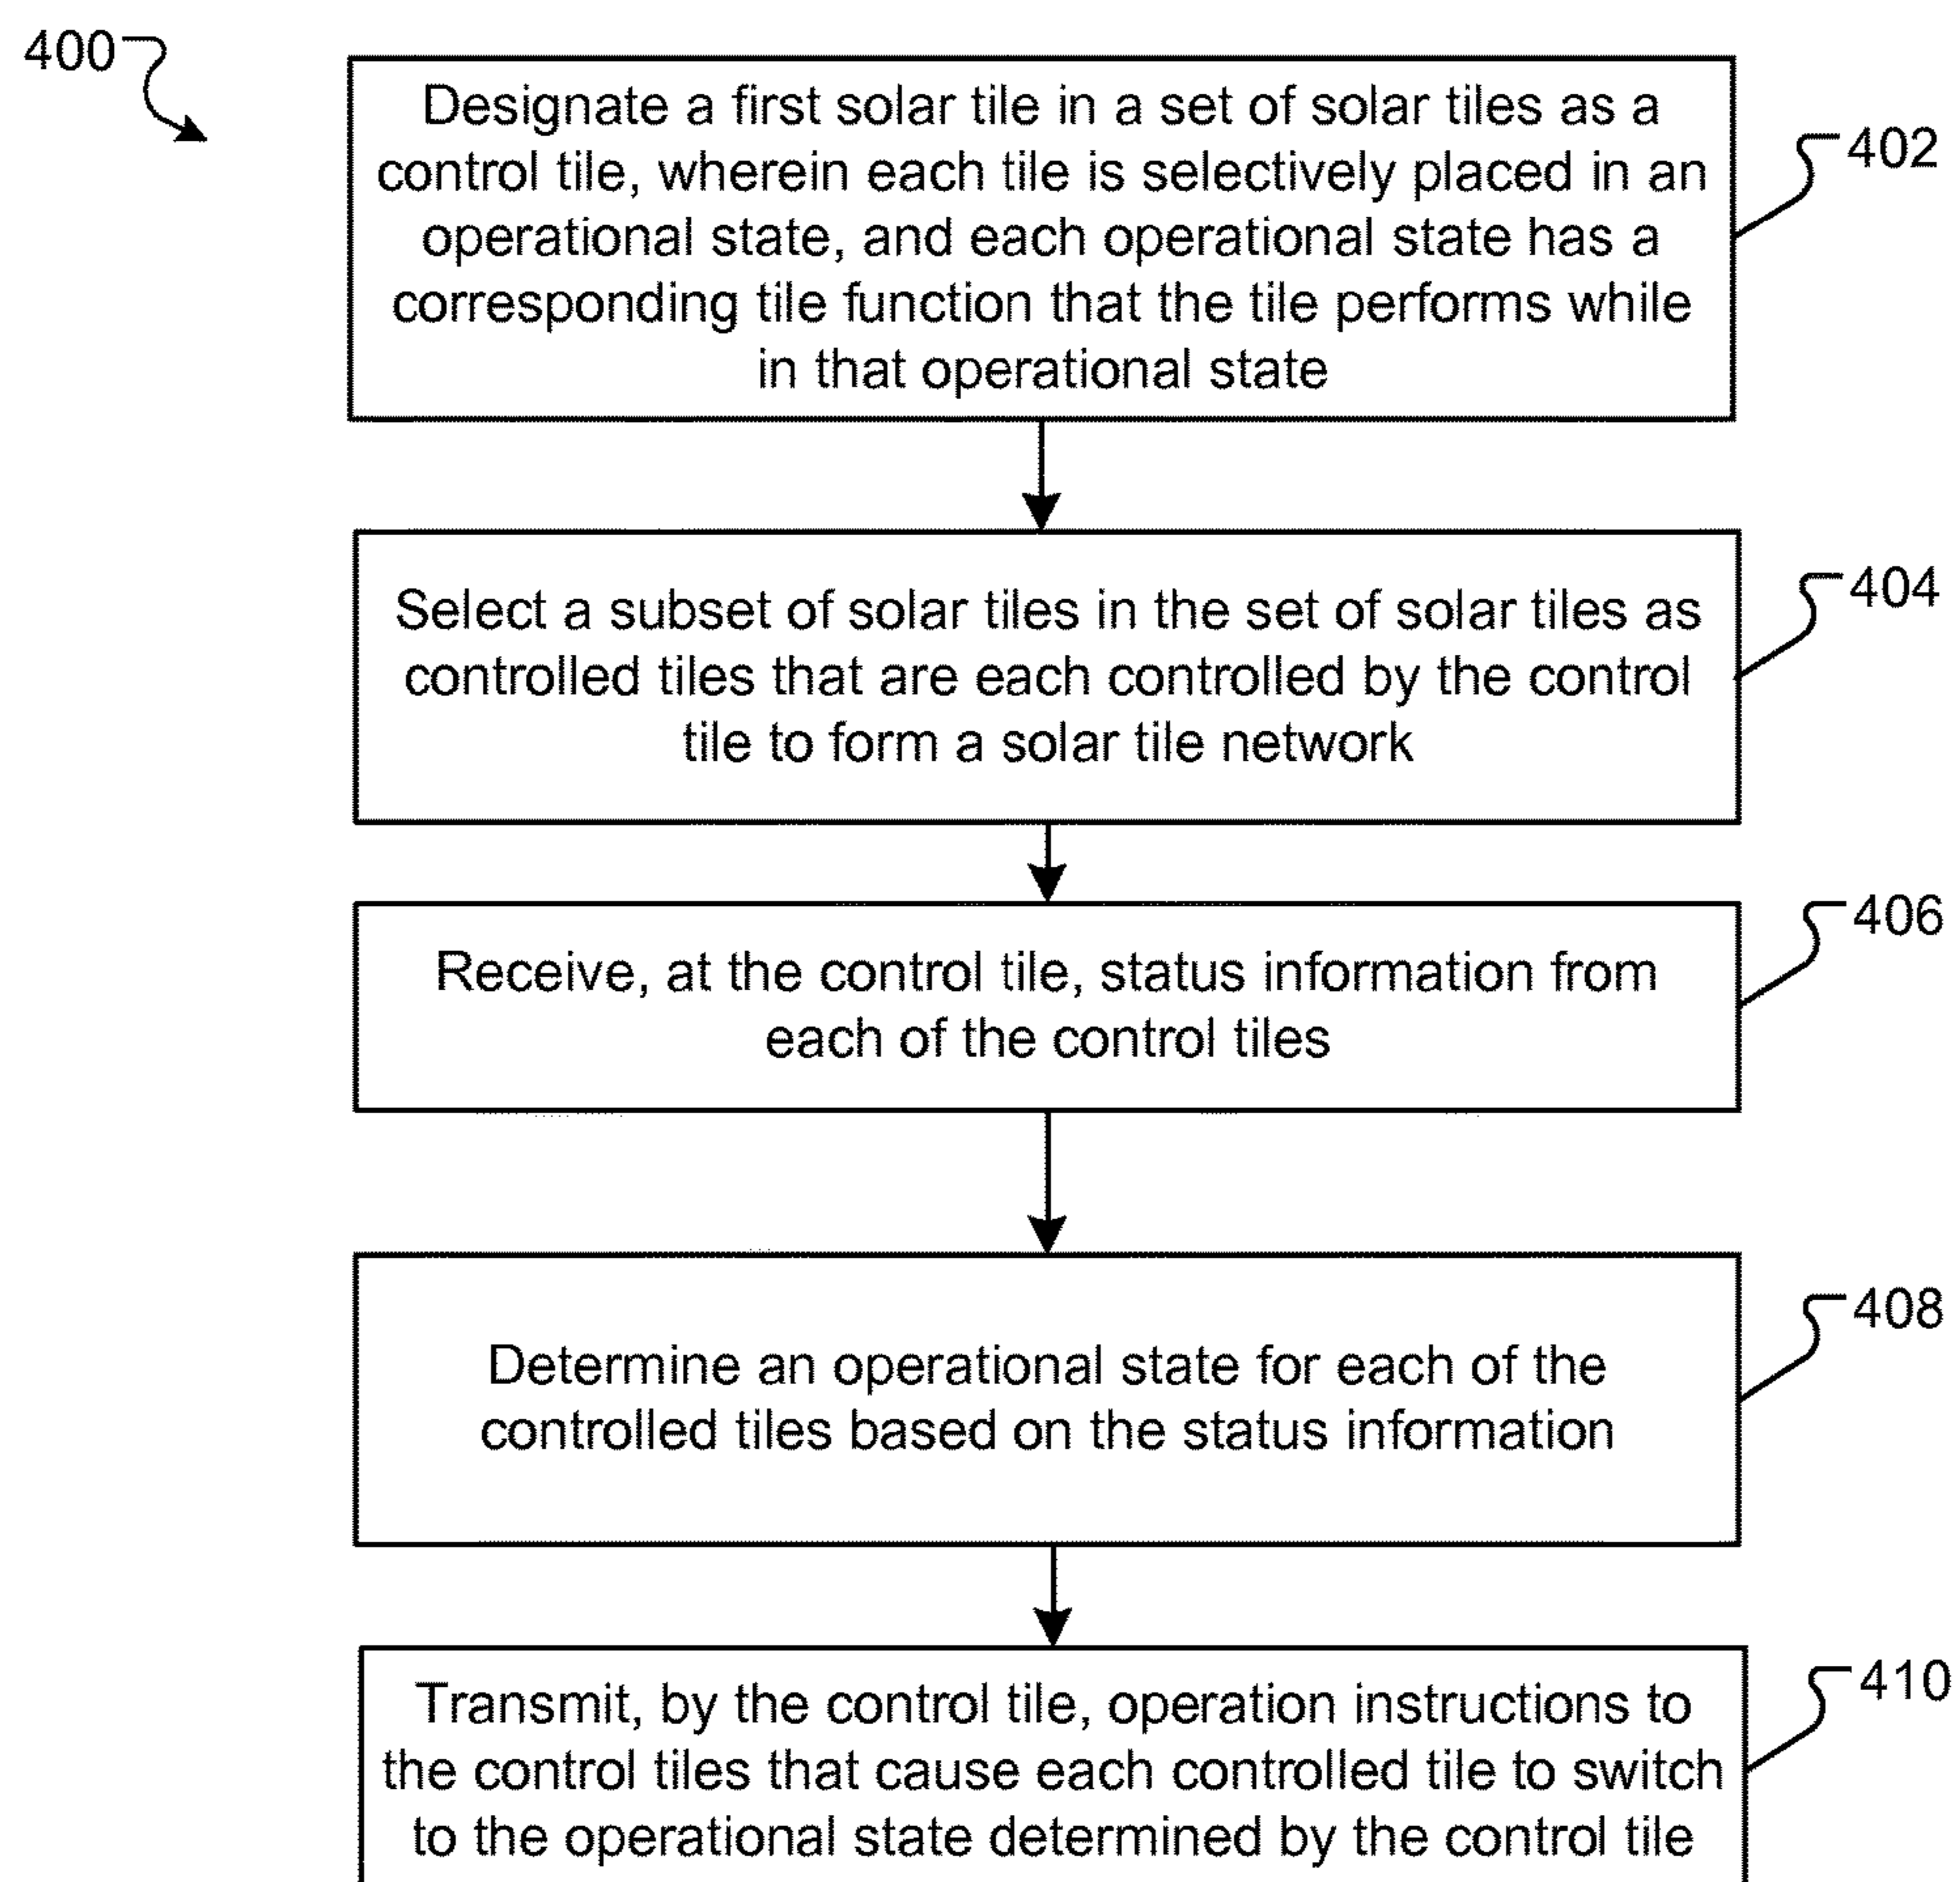 400
Designate a first solar tile in a set of solar tiles as a
control tile, wherein each tile is selectively placed in an
operational state, and each operational state has a
corresponding tile function that the tile performs while
in that operational state
402
Select a subset of solar tiles in the set of solar tiles as
controlled tiles that are each controlled by the control
tile to form a solar tile network
404
Receive, at the control tile, status information from
each of the control tiles
406
Determine an operational state for each of the
controlled tiles based on the status information
408
Transmit, by the control tile, operation instructions to
the control tiles that cause each controlled tile to switch
to the operational state determined by the control tile
410